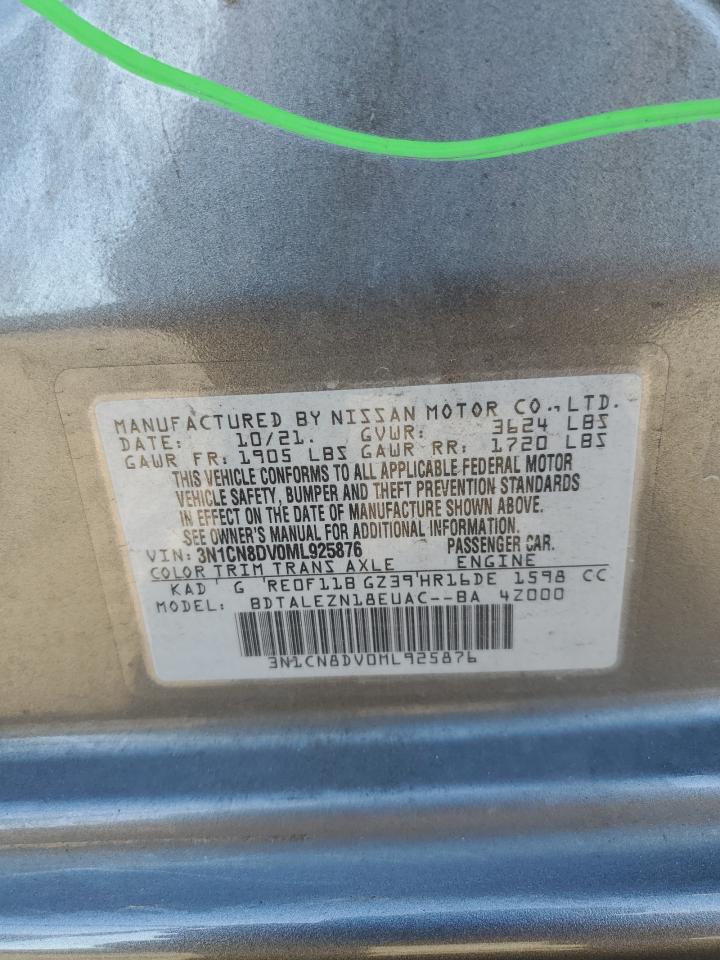 MANUFACTURED BY NISSAN MOTOR CO., LTD.
DATE: 10/21. GVWR: 3624 LBS
GAWR FR: 1905 LBS GAWR RR: 1720 LBS
THIS VEHICLE CONFORMS TO ALL APPLICABLE FEDERAL MOTOR
VEHICLE SAFETY, BUMPER AND THEFT PREVENTION STANDARDS
IN EFFECT ON THE DATE OF MANUFACTURE SHOWN ABOVE.
SEE OWNER'S MANUAL FOR ADDITIONAL INFORMATION.
VIN: 3N1CN8DV0ML925876 PASSENGER CAR.
COLOR TRIM TRANS AXLE ENGINE
KAD ' G 'RE0F11B GZ39'HR16DE 1598 CC
MODEL: BDTALEZN18EUAC--BA 4Z000
3N1CN8DV0ML925876